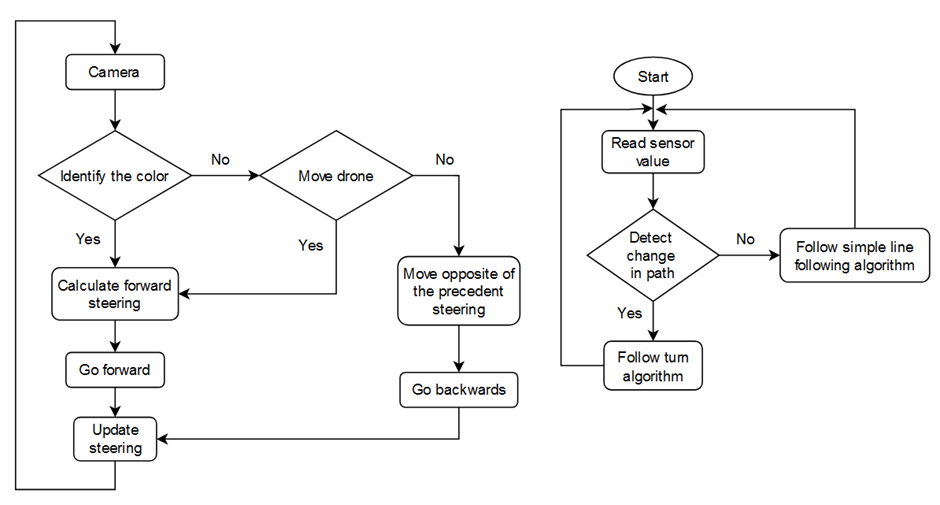 Camera
Identify the color
No
Move drone
No
Yes
Yes
Calculate forward
steering
Move opposite of
the precedent
steering
Go forward
Go backwards
Update
steering
Start
Read sensor
value
Detect
change
in path
No
Follow simple line
following algorithm
Yes
Follow turn
algorithm